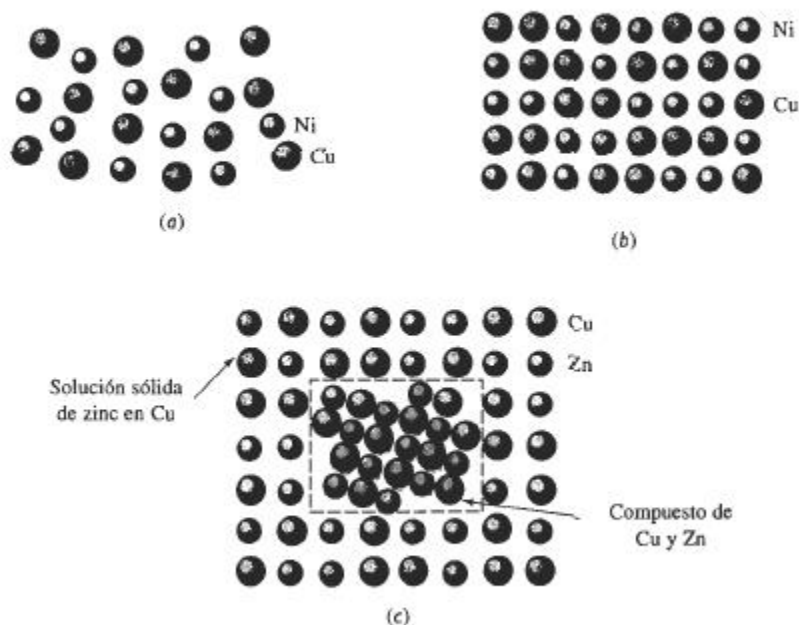 Ni
Cu
(a)
Ni
Cu
(b)
Cu
Zn
Solución sólida
de zinc en Cu
Compuesto de
Cu y Zn
(c)